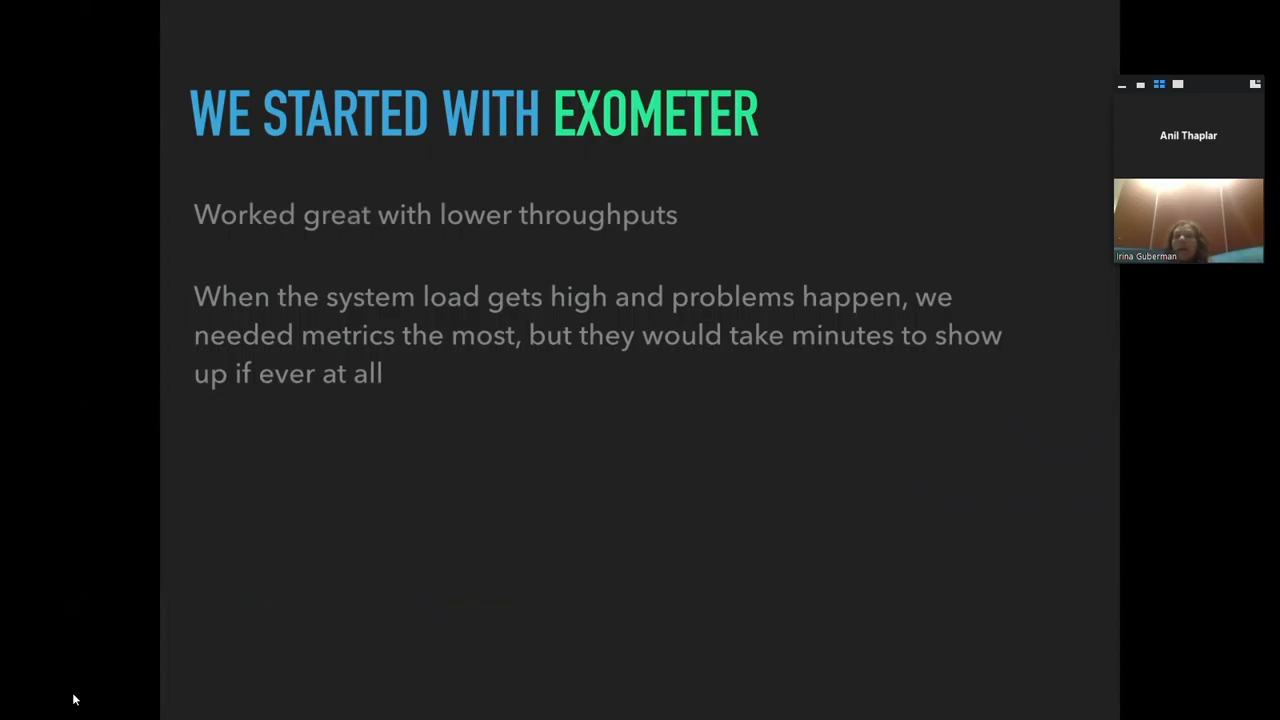 WE STARTED WITH EXOMETER
Worked great with lower throughputs
When the system load gets high and problems happen, we
needed metrics the most, but they would take minutes to show
up if ever at all
Anil Thaplar
Irina Guberman